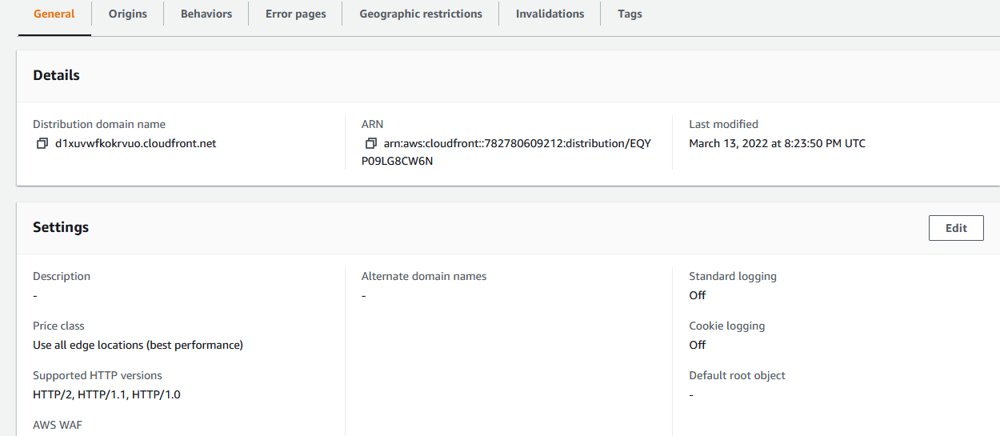 General
Origins
Behaviors
Error pages
Geographic restrictions
Invalidations
Tags
Details
Distribution domain name
d1xuvwfkokrvuo.cloudfront.net
ARN
arn:aws:cloudfront::782780609212:distribution/EQY
P09LG8CW6N
Last modified
March 13, 2022 at 8:23:50 PM UTC
Settings
Edit
Description
-
Price class
Use all edge locations (best performance)
Supported HTTP versions
HTTP/2, HTTP/1.1, HTTP/1.0
AWS WAF
Alternate domain names
-
Standard logging
Off
Cookie logging
Off
Default root object
-